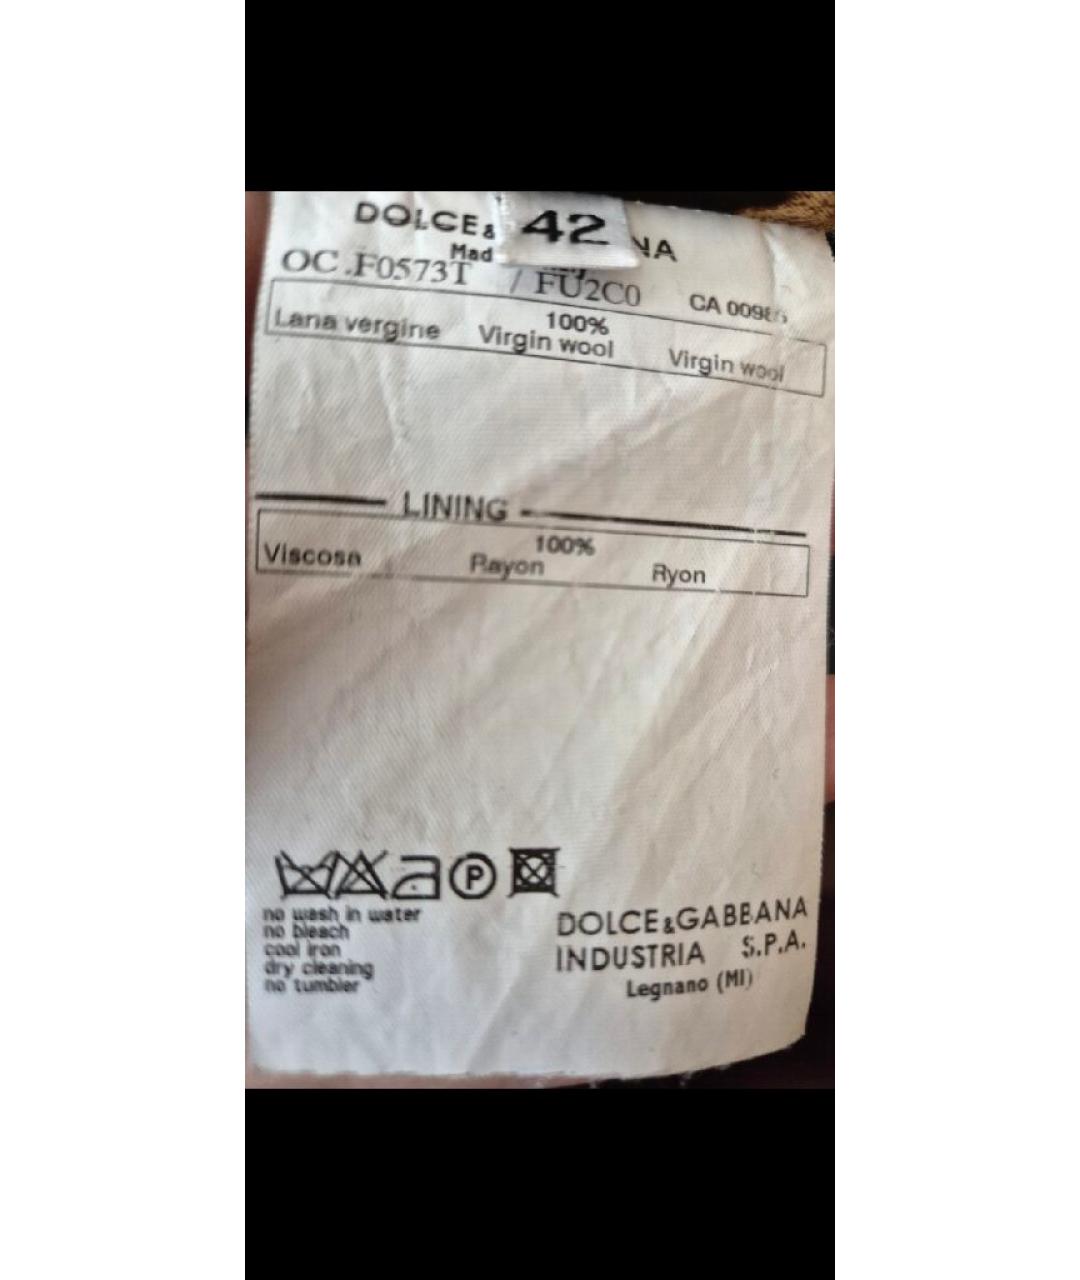 DOLCE& 42 NA
Mad
OC.F0573T / FU2C0 CA 00985
100%
Lana vergine Virgin wool Virgin wool
LINING
100%
Viscosa Rayon Ryon
P
no wash in water
no bleach
cool iron
dry cleaning
no tumbler
DOLCE&GABBANA
INDUSTRIA S.P.A.
Legnano (MI)